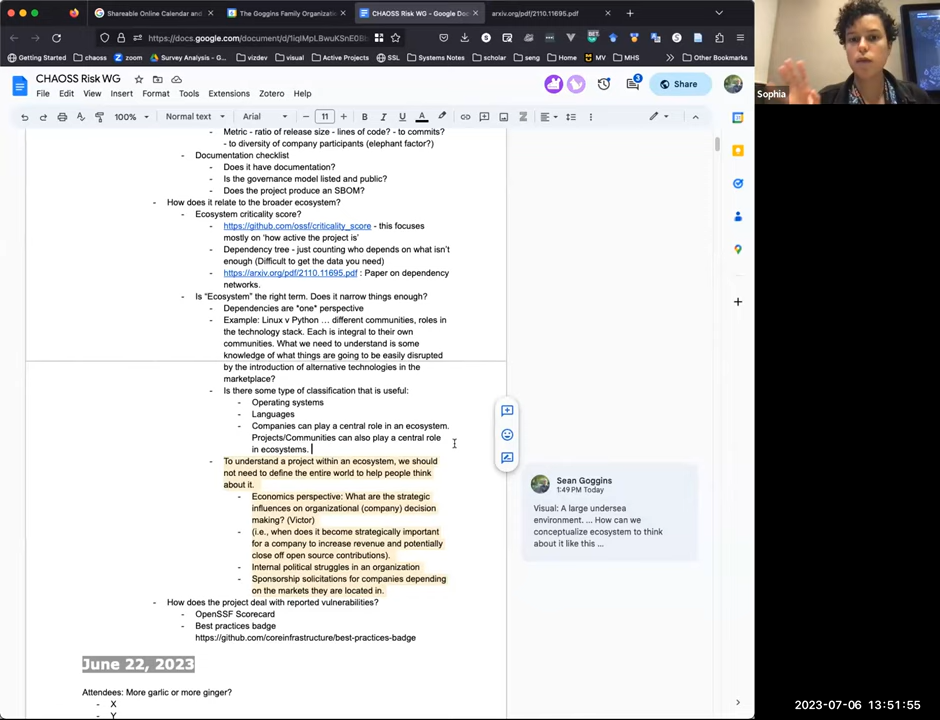 Shareable Online Calendar and
The Goggins Family Organizatio
CHAOSS Risk WG - Google Doc
arxiv.org/pdf/2110.11695.pdf
https://docs.google.com/document/d/1iqIMpLBwuKSnE0B
Getting Started
chaoss
zoom
Survey Analysis - G...
vizdev
visual
Active Projects
SSL
Systems Notes
scholar
seng
Home
MV
MHS
Other Bookmarks
CHAOSS Risk WG
File Edit View Insert Format Tools Extensions Zotero Help
3
Share
Sophia
100%
Normal text
Arial
11
- Metric - ratio of release size - lines of code? - to commits?
- to diversity of company participants (elephant factor?)
- Documentation checklist
- Does it have documentation?
- Is the governance model listed and public?
- Does the project produce an SBOM?
- How does it relate to the broader ecosystem?
- Ecosystem criticality score?
- https://github.com/ossf/criticality_score - this focuses
mostly on 'how active the project is'
- Dependency tree - just counting who depends on what isn't
enough (Difficult to get the data you need)
- https://arxiv.org/pdf/2110.11695.pdf : Paper on dependency
networks.
- Is "Ecosystem" the right term. Does it narrow things enough?
- Dependencies are *one* perspective
- Example: Linux v Python … different communities, roles in
the technology stack. Each is integral to their own
communities. What we need to understand is some
knowledge of what things are going to be easily disrupted
by the introduction of alternative technologies in the
marketplace?
- Is there some type of classification that is useful:
- Operating systems
- Languages
- Companies can play a central role in an ecosystem.
Projects/Communities can also play a central role
in ecosystems.
- To understand a project within an ecosystem, we should
not need to define the entire world to help people think
about it.
- Economics perspective: What are the strategic
influences on organizational (company) decision
making? (Victor)
- (i.e., when does it become strategically important
for a company to increase revenue and potentially
close off open source contributions).
- Internal political struggles in an organization
- Sponsorship solicitations for companies depending
on the markets they are located in.
- How does the project deal with reported vulnerabilities?
- OpenSSF Scorecard
- Best practices badge
https://github.com/coreinfrastructure/best-practices-badge
June 22, 2023
Attendees: More garlic or more ginger?
- X
- Y
Sean Goggins
1:49 PM Today
Visual: A large undersea
environment. ... How can we
conceptualize ecosystem to think
about it like this ...
2023-07-06 13:51:55